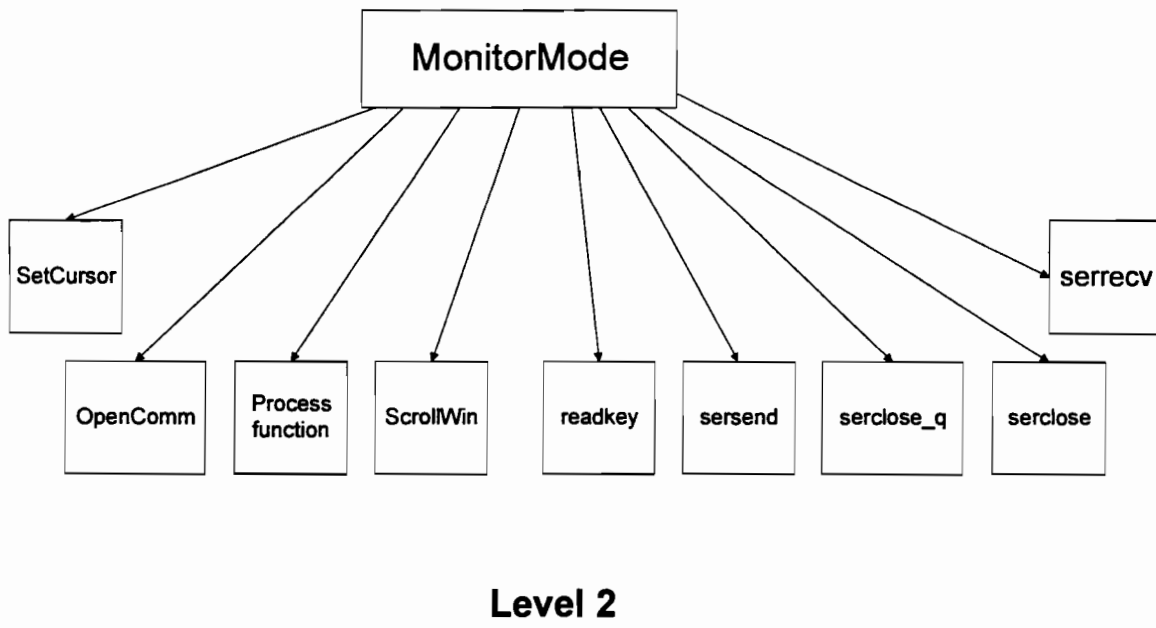 MonitorMode
SetCursor
serrecv
OpenComm
Process
function
ScrollWin
readkey
sersend
serclose_q
serclose
Level 2